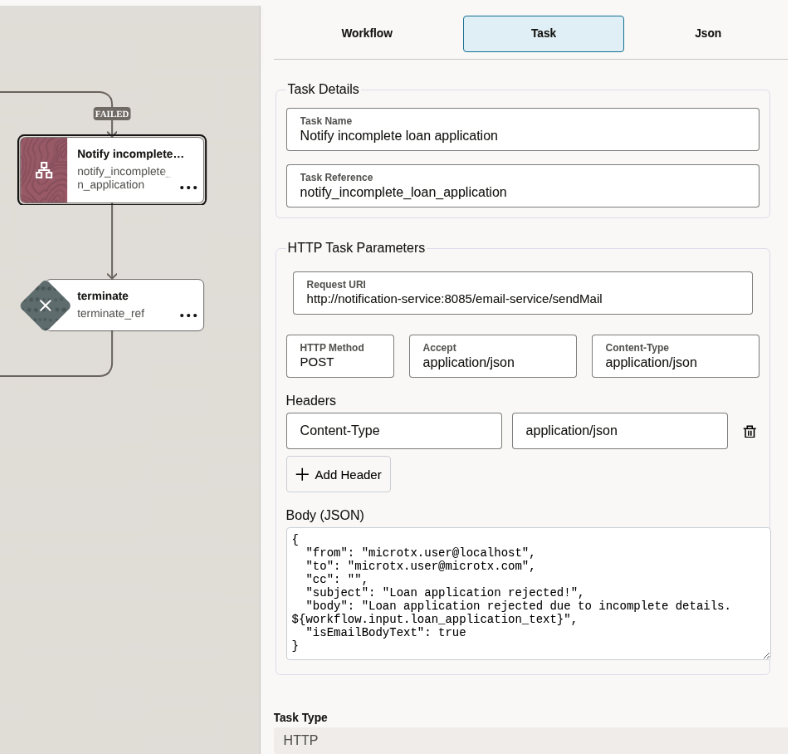 Workflow
Task
Json
FAILED
Notify incomplete...
notify_incomplete_
n_application
terminate
terminate_ref
Task Details
Task Name
Notify incomplete loan application
Task Reference
notify_incomplete_loan_application
HTTP Task Parameters
Request URI
http://notification-service:8085/email-service/sendMail
HTTP Method
POST
Accept
application/json
Content-Type
application/json
Headers
Content-Type
application/json
Add Header
Body (JSON)
{
  "from": "microtx.user@localhost",
  "to": "microtx.user@microtx.com",
  "cc": "",
  "subject": "Loan application rejected!",
  "body": "Loan application rejected due to incomplete details.
${workflow.input.loan_application_text}",
  "isEmailBodyText": true
}
Task Type
HTTP